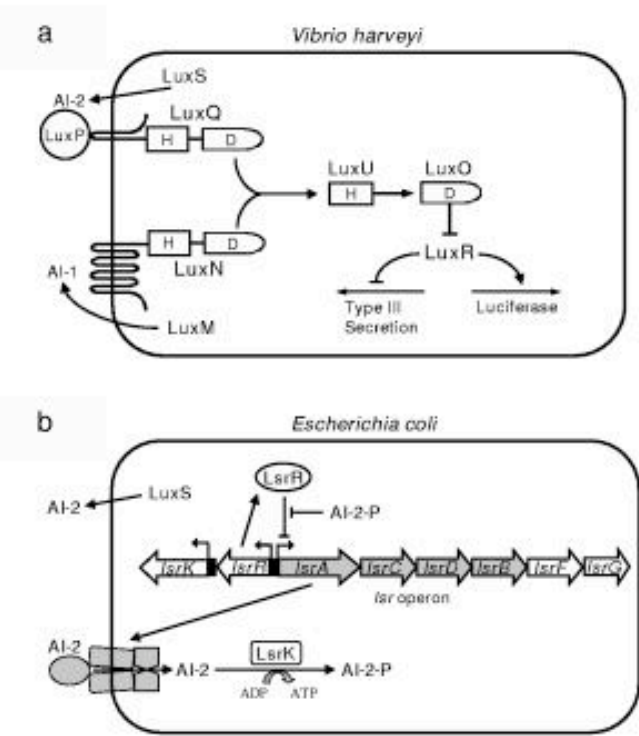 a
Vibrio harveyi
LuxS
AI-2
LuxQ
LuxP
H
D
LuxU
LuxO
H
D
H
D
LuxN
LuxR
AI-1
Type III
Secretion
Luciferase
LuxM
b
Escherichia coli
LsrR
LuxS
AI-2
AI-2-P
lsrK
lsrR
lsrA
lsrC
lsrD
lsrB
lsrF
lsrG
lsr operon
AI-2
LsrK
AI-2
AI-2-P
ADP
ATP